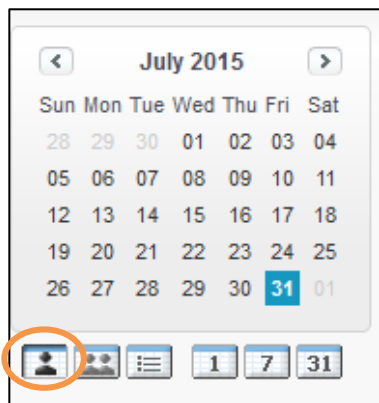 July 2015
Sun Mon Tue Wed Thu Fri Sat
28 29 30 01 02 03 04
05 06 07 08 09 10 11
12 13 14 15 16 17 18
19 20 21 22 23 24 25
26 27 28 29 30 31 01
1 7 31